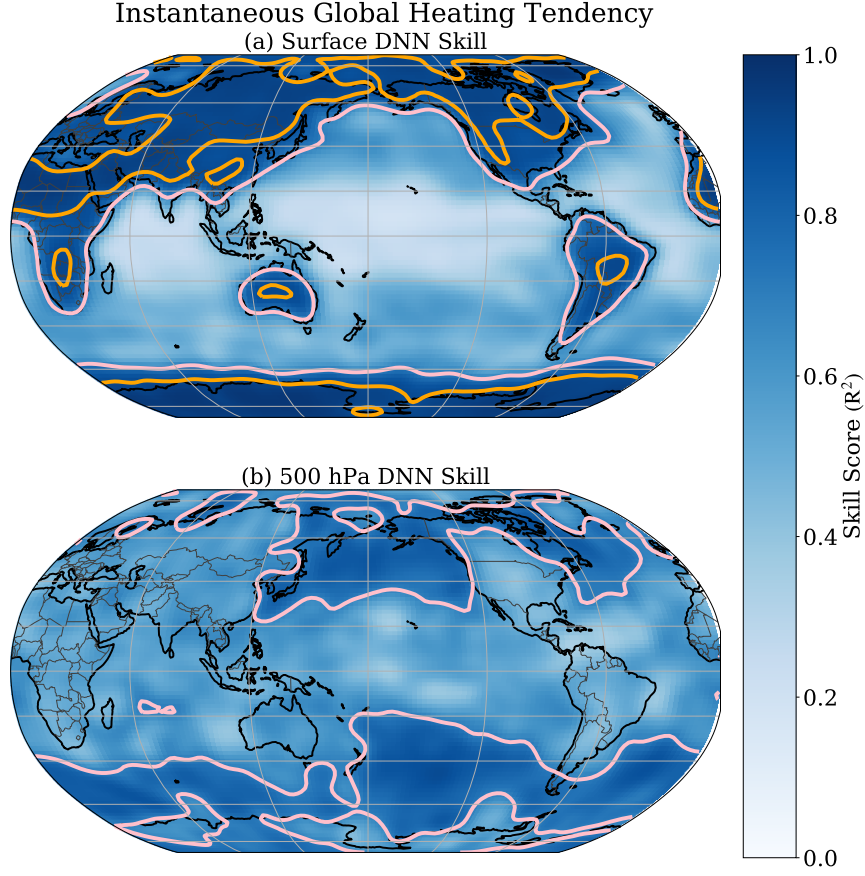 Instantaneous Global Heating Tendency
(a) Surface DNN Skill
1.0
0.8
0.6
0.4
0.2
0.0
Skill Score (R²)
(b) 500 hPa DNN Skill